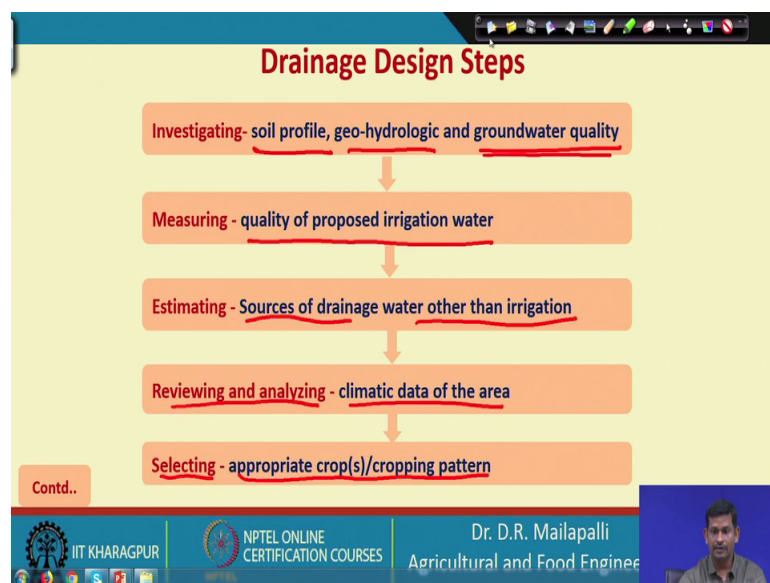 Drainage Design Steps
Investigating- soil profile, geo-hydrologic and groundwater quality
Measuring - quality of proposed irrigation water
Estimating - Sources of drainage water other than irrigation
Reviewing and analyzing - climatic data of the area
Selecting - appropriate crop(s)/cropping pattern
Contd..
IIT KHARAGPUR
NPTEL ONLINE
CERTIFICATION COURSES
Dr. D.R. Mailapalli
Agricultural and Food Enginee